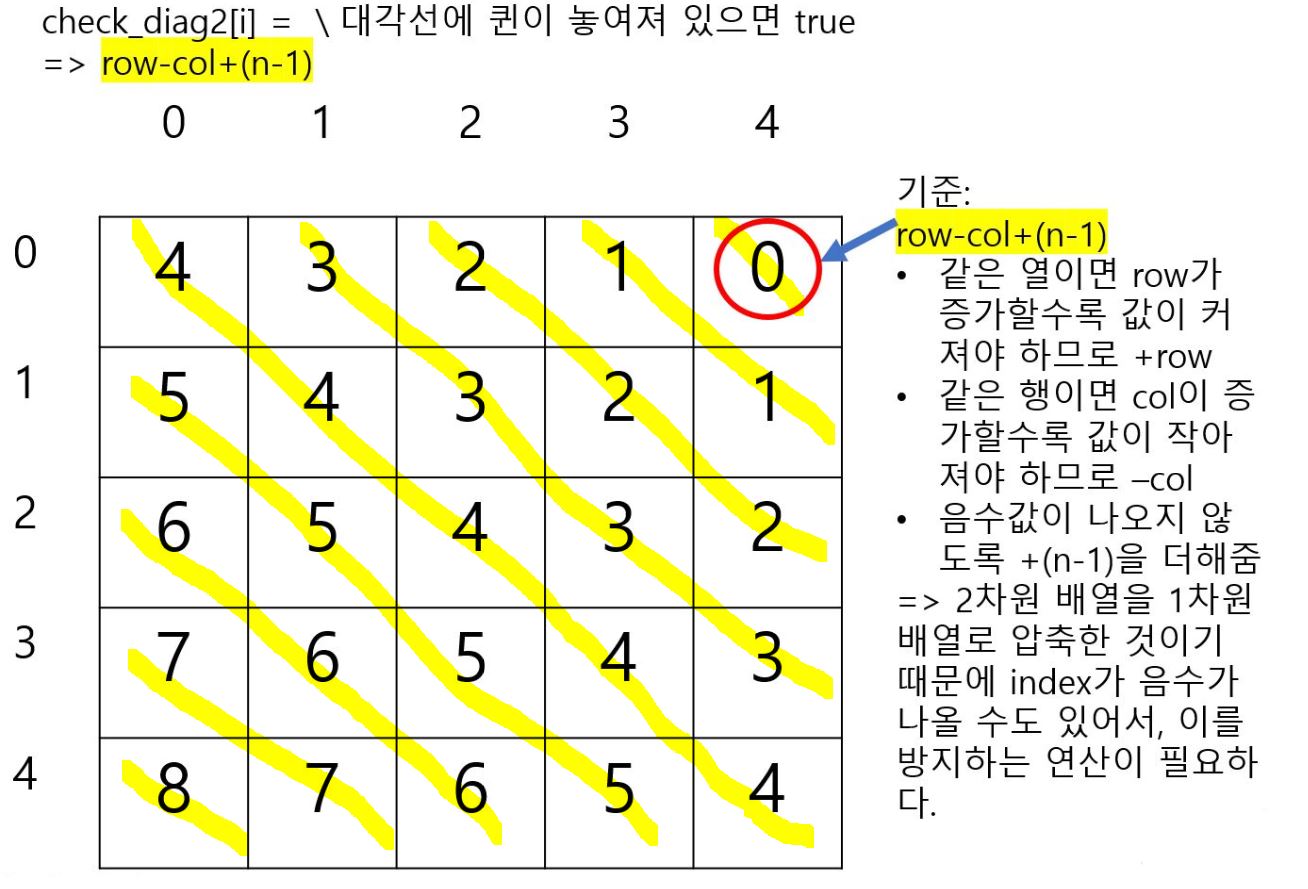 check_diag2[i] = \ 대각선에 퀸이 놓여져 있으면 true
=> row-col+(n-1)
0 1 2 3 4
0 4 3 2 1 0
1 5 4 3 2 1
2 6 5 4 3 2
3 7 6 5 4 3
4 8 7 6 5 4
기준:
row-col+(n-1)
• 같은 열이면 row가
증가할수록 값이 커
져야 하므로 +row
• 같은 행이면 col이 증
가할수록 값이 작아
져야 하므로 –col
• 음수값이 나오지 않
도록 +(n-1)을 더해줌
=> 2차원 배열을 1차원
배열로 압축한 것이기
때문에 index가 음수가
나올 수도 있어서, 이를
방지하는 연산이 필요하
다.